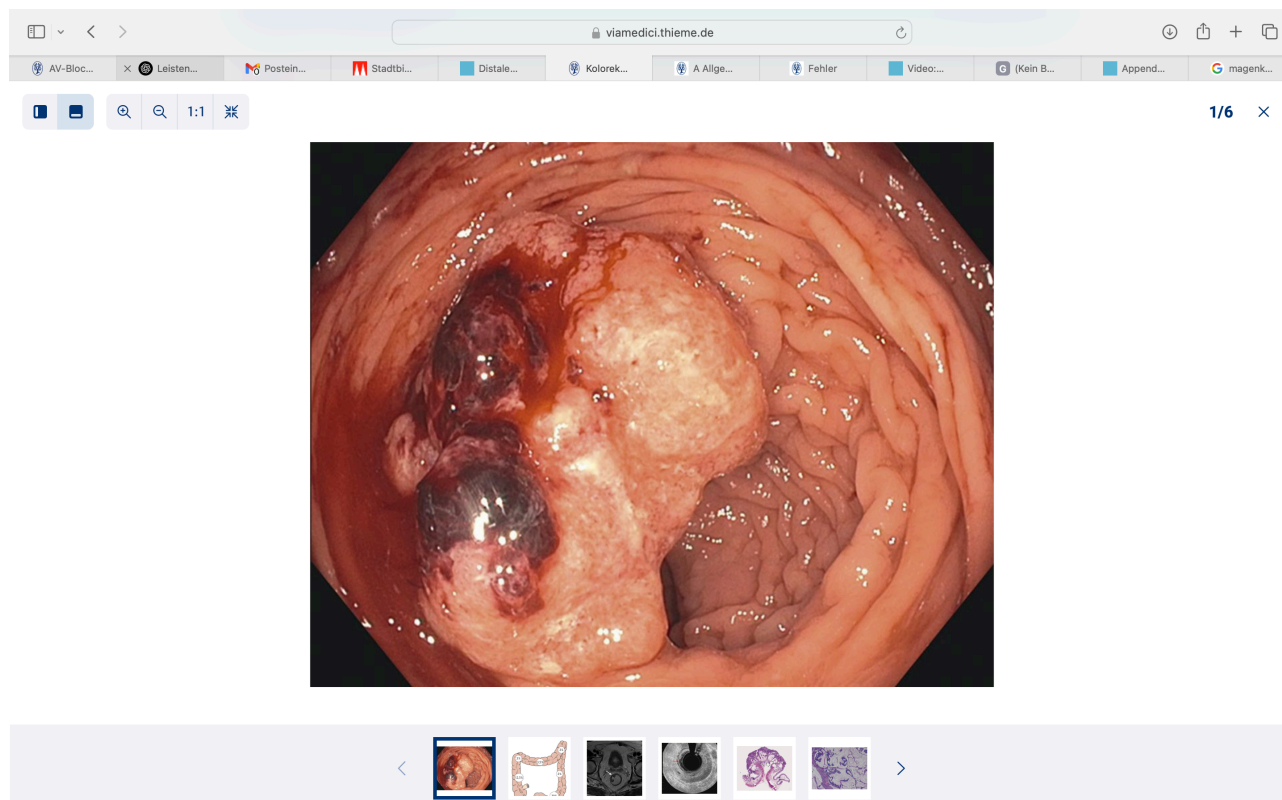 viamedici.thieme.de
AV-Bloc... Leisten... Postein... Stadtbi... Distale... Kolorek... A Allge... Fehler Video:... G (Kein B... Append... G magenk...
1:1 1/6